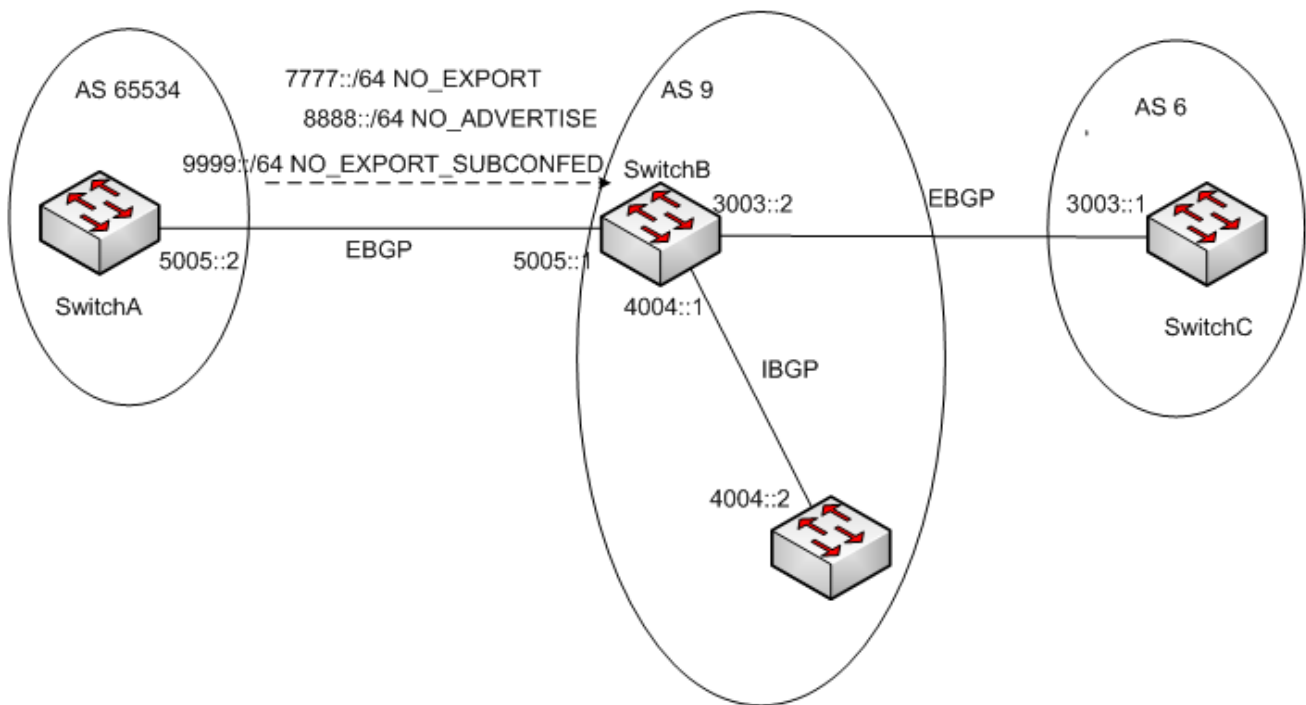 AS 65534
7777::/64 NO_EXPORT
8888::/64 NO_ADVERTISE
9999::/64 NO_EXPORT_SUBCONFED
AS 9
AS 6
SwitchB
3003::2
EBGP
3003::1
5005::2
EBGP
5005::1
SwitchA
4004::1
SwitchC
IBGP
4004::2